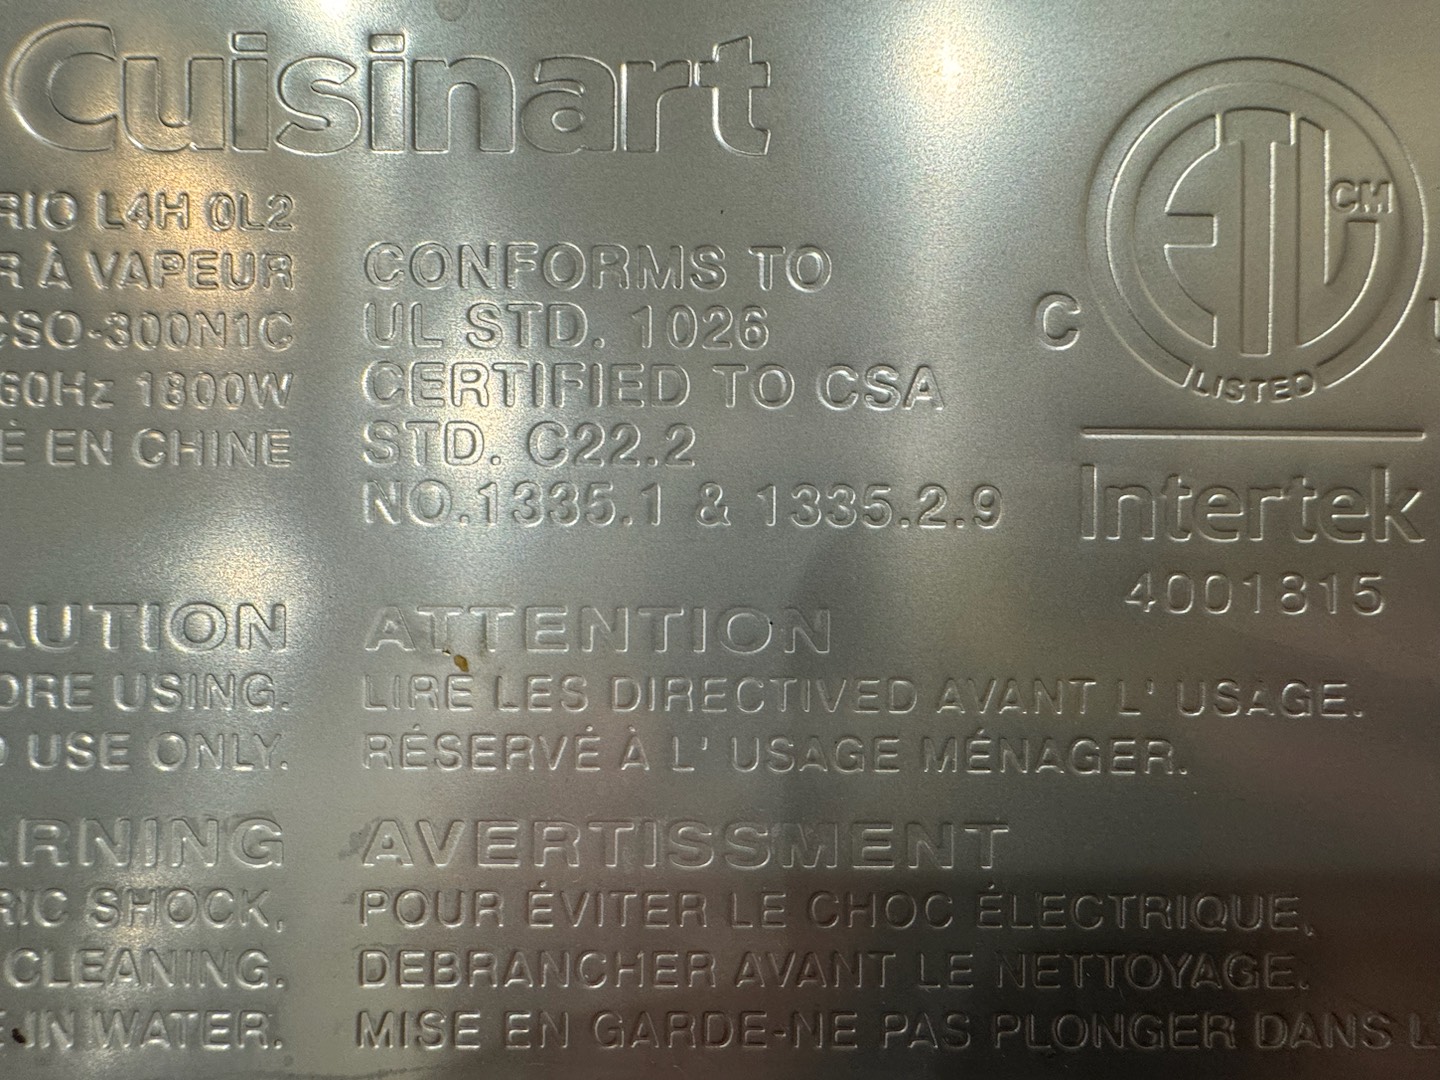 Cuisinart
RIO L4H 0L2
R À VAPEUR
CSO-300N1C
60Hz 1800W
É EN CHINE
CONFORMS TO
UL STD. 1026
CERTIFIED TO CSA
STD. C22.2
NO.1335.1 & 1335.2.9
ETL CM
C
LISTED
Intertek
4001815
AUTION
ORE USING.
USE ONLY.
ATTENTION
LIRE LES DIRECTIVED AVANT L' USAGE.
RÉSERVÉ À L' USAGE MÉNAGER.
RNING
RIC SHOCK,
CLEANING.
IN WATER.
AVERTISSMENT
POUR ÉVITER LE CHOC ÉLECTRIQUE,
DEBRANCHER AVANT LE NETTOYAGE.
MISE EN GARDE-NE PAS PLONGER DANS L